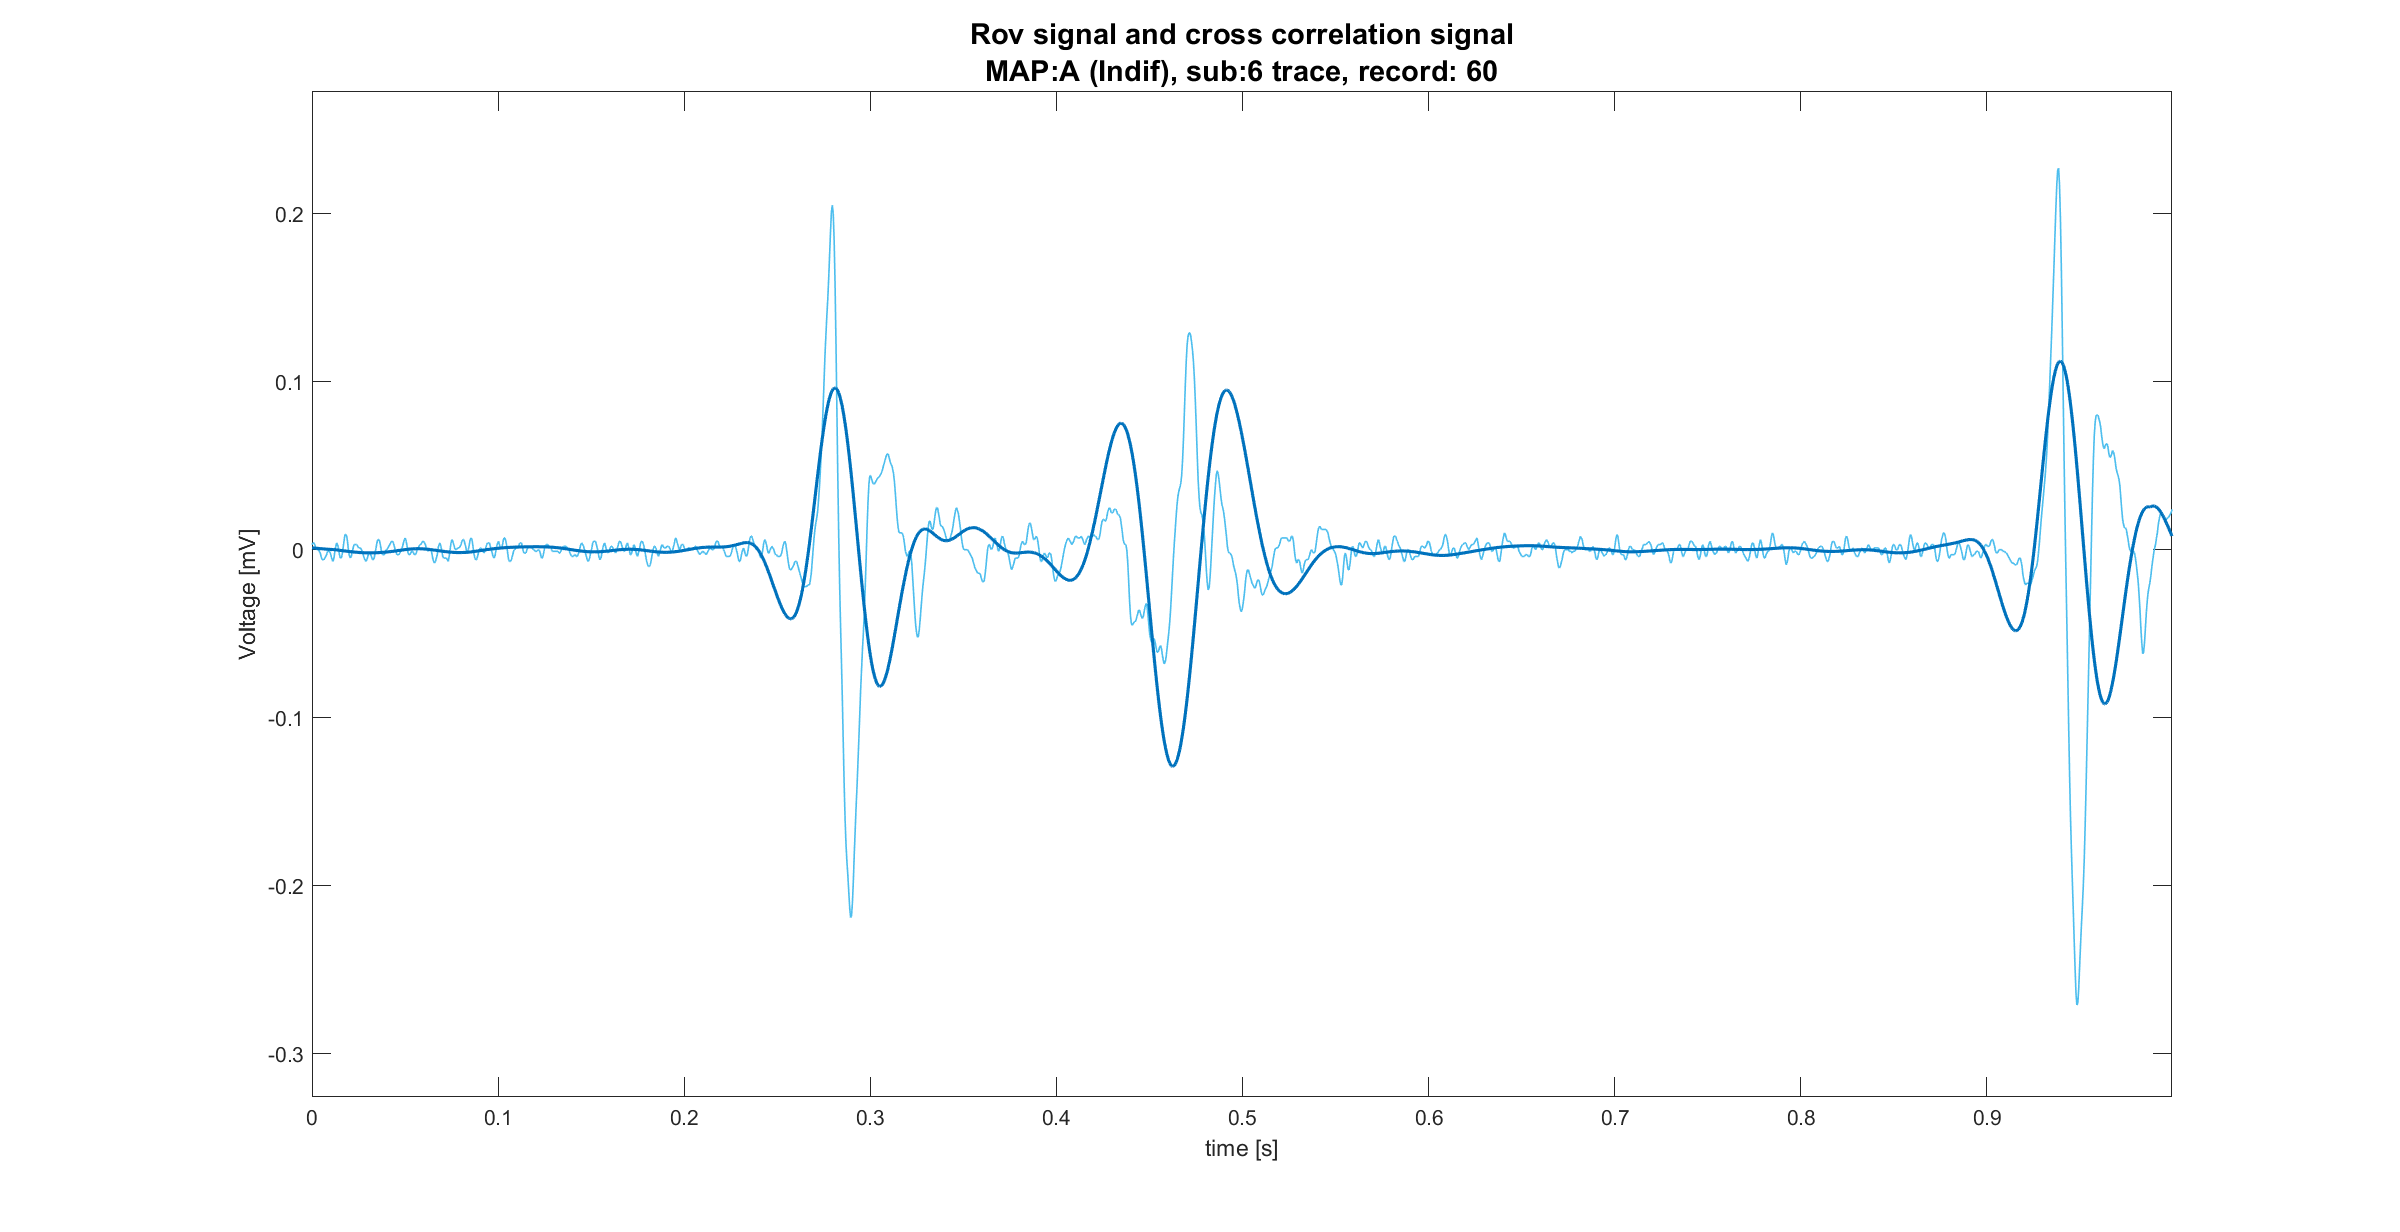 Rov signal and cross correlation signal
MAP:A (Indif), sub:6 trace, record: 60
Voltage [mV]
0.2
0.1
0
-0.1
-0.2
-0.3
0 0.1 0.2 0.3 0.4 0.5 0.6 0.7 0.8 0.9
time [s]